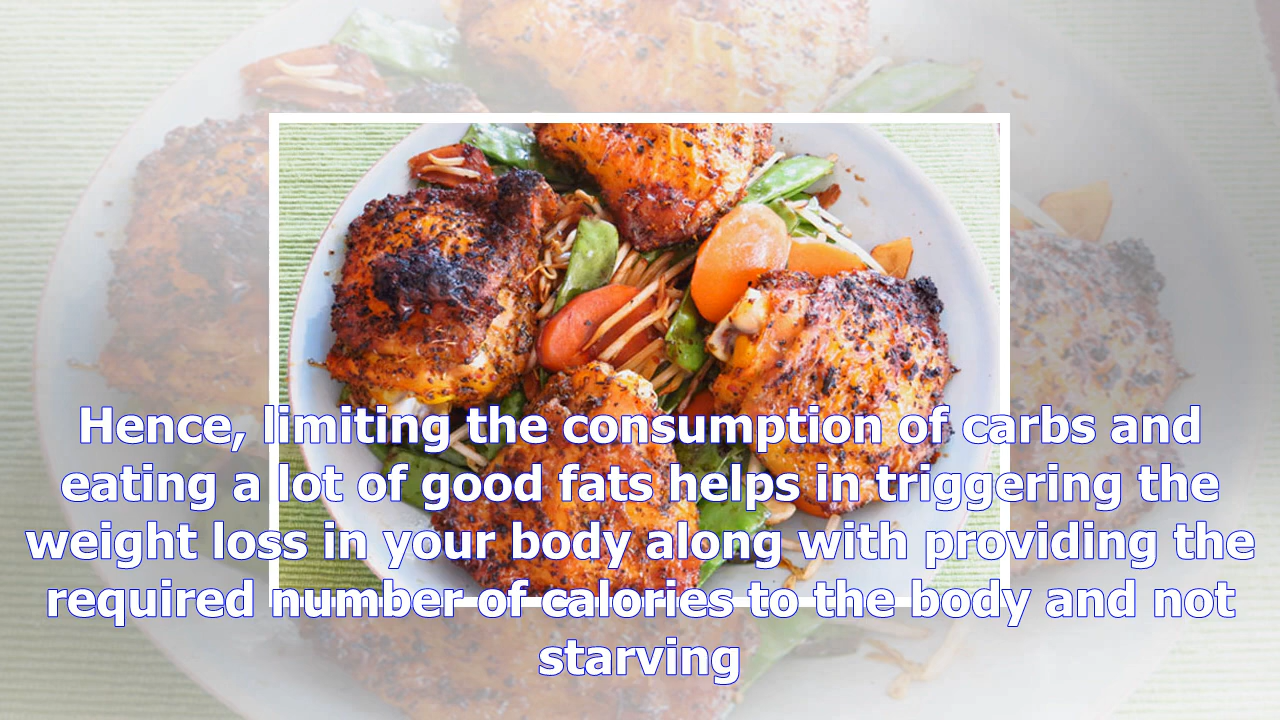 Hence, limiting the consumption of carbs and
eating a lot of good fats helps in triggering the
weight loss in your body along with providing the
required number of calories to the body and not
starving